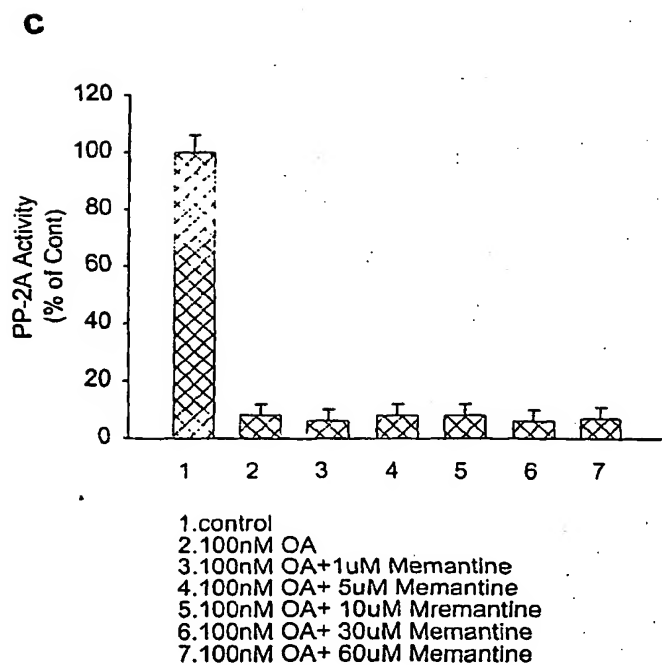 C
120
100
80
60
40
20
0
PP-2A Activity
(% of Cont)
1 2 3 4 5 6 7
1.control
2.100nM OA
3.100nM OA+1uM Memantine
4.100nM OA+ 5uM Memantine
5.100nM OA+ 10uM Mremantine
6.100nM OA+ 30uM Memantine
7.100nM OA+ 60uM Memantine